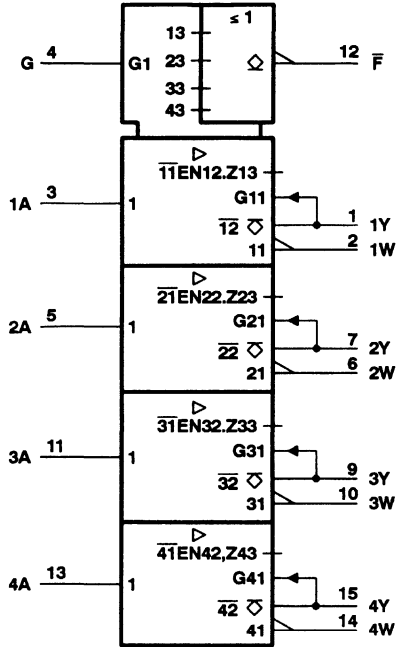 ≤ 1
13
G 4 G1 23 12 F̅
33
43
1̅1̅EN12.Z13
3 G11
1A 1 1 1Y
1̅2̅
11 2 1W
2̅1̅EN22.Z23
5 G21
2A 1 7 2Y
2̅2̅
21 6 2W
3̅1̅EN32.Z33
11 G31
3A 1 9 3Y
3̅2̅
31 10 3W
4̅1̅EN42,Z43
13 G41
4A 1 15 4Y
4̅2̅
41 14 4W